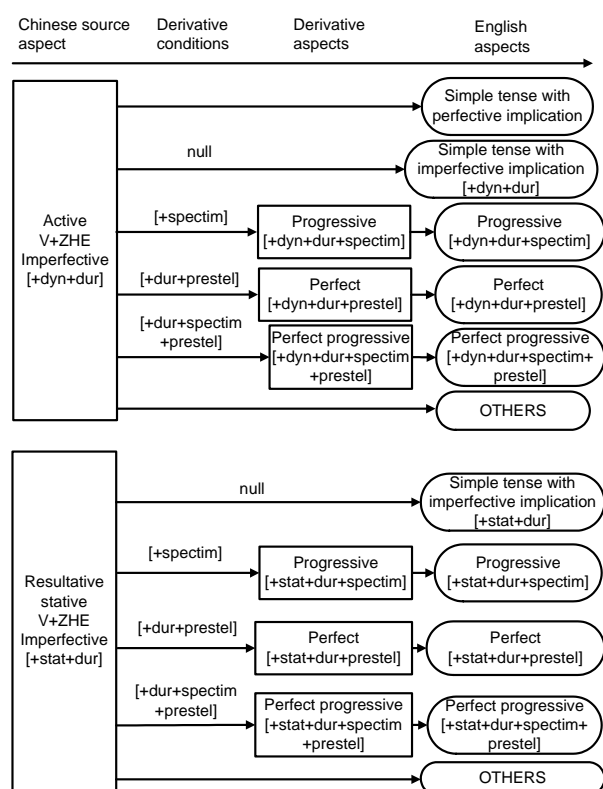 Chinese source
aspect
Derivative
conditions
Derivative
aspects
English
aspects
Active
V+ZHE
Imperfective
[+dyn+dur]
Simple tense with
perfective implication
null
Simple tense with
imperfective implication
[+dyn+dur]
[+spectim]
Progressive
[+dyn+dur+spectim]
Progressive
[+dyn+dur+spectim]
[+dur+prestel]
Perfect
[+dyn+dur+prestel]
Perfect
[+dyn+dur+prestel]
[+dur+spectim
+prestel]
Perfect progressive
[+dyn+dur+spectim
+prestel]
Perfect progressive
[+dyn+dur+spectim+
prestel]
OTHERS
Resultative
stative
V+ZHE
Imperfective
[+stat+dur]
null
Simple tense with
imperfective implication
[+stat+dur]
[+spectim]
Progressive
[+stat+dur+spectim]
Progressive
[+stat+dur+spectim]
[+dur+prestel]
Perfect
[+stat+dur+prestel]
Perfect
[+stat+dur+prestel]
[+dur+spectim
+prestel]
Perfect progressive
[+stat+dur+spectim
+prestel]
Perfect progressive
[+stat+dur+spectim+
prestel]
OTHERS